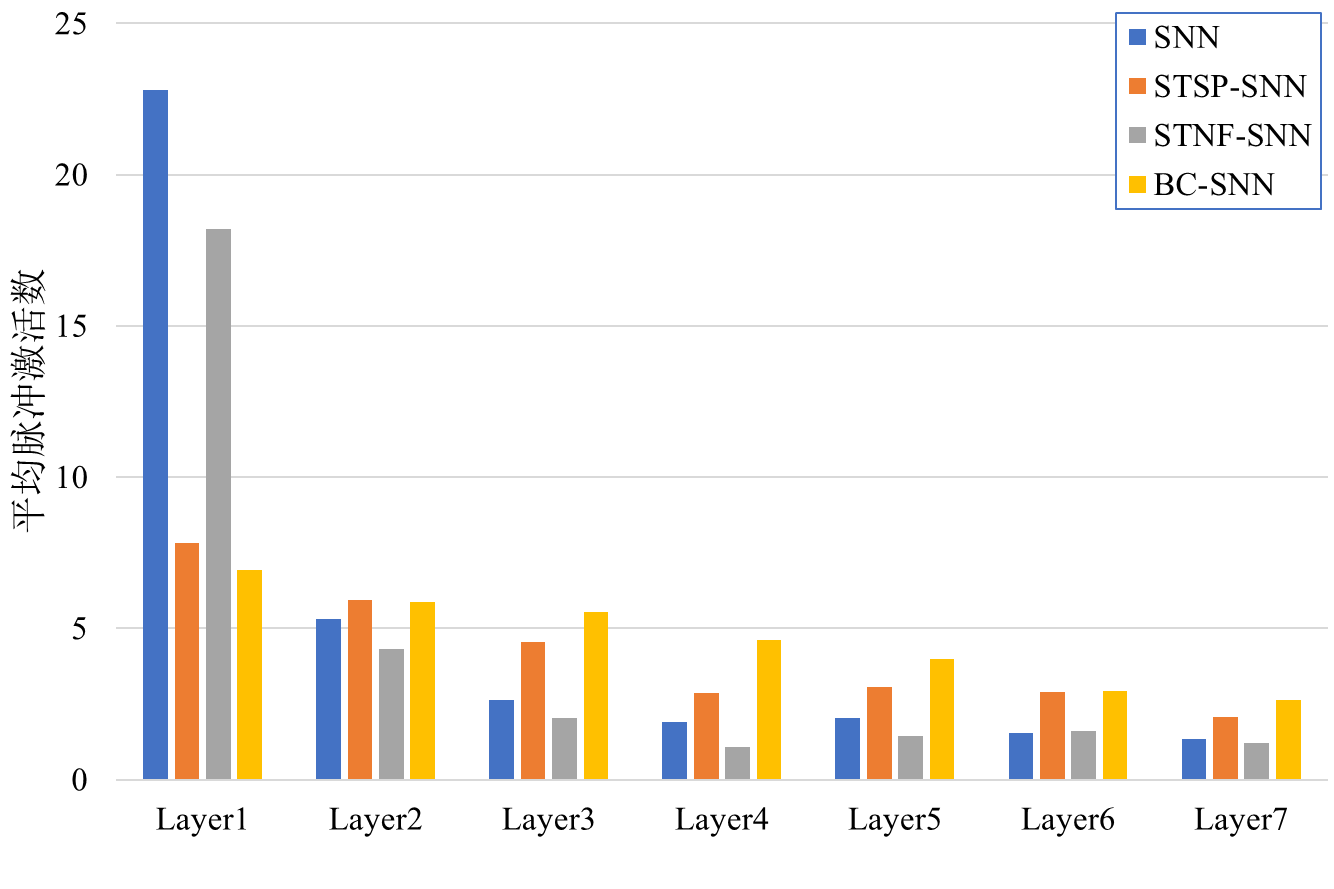 25
20
15
10
5
0
平均脉冲激活数
SNN
STSP-SNN
STNF-SNN
BC-SNN
Layer1
Layer2
Layer3
Layer4
Layer5
Layer6
Layer7